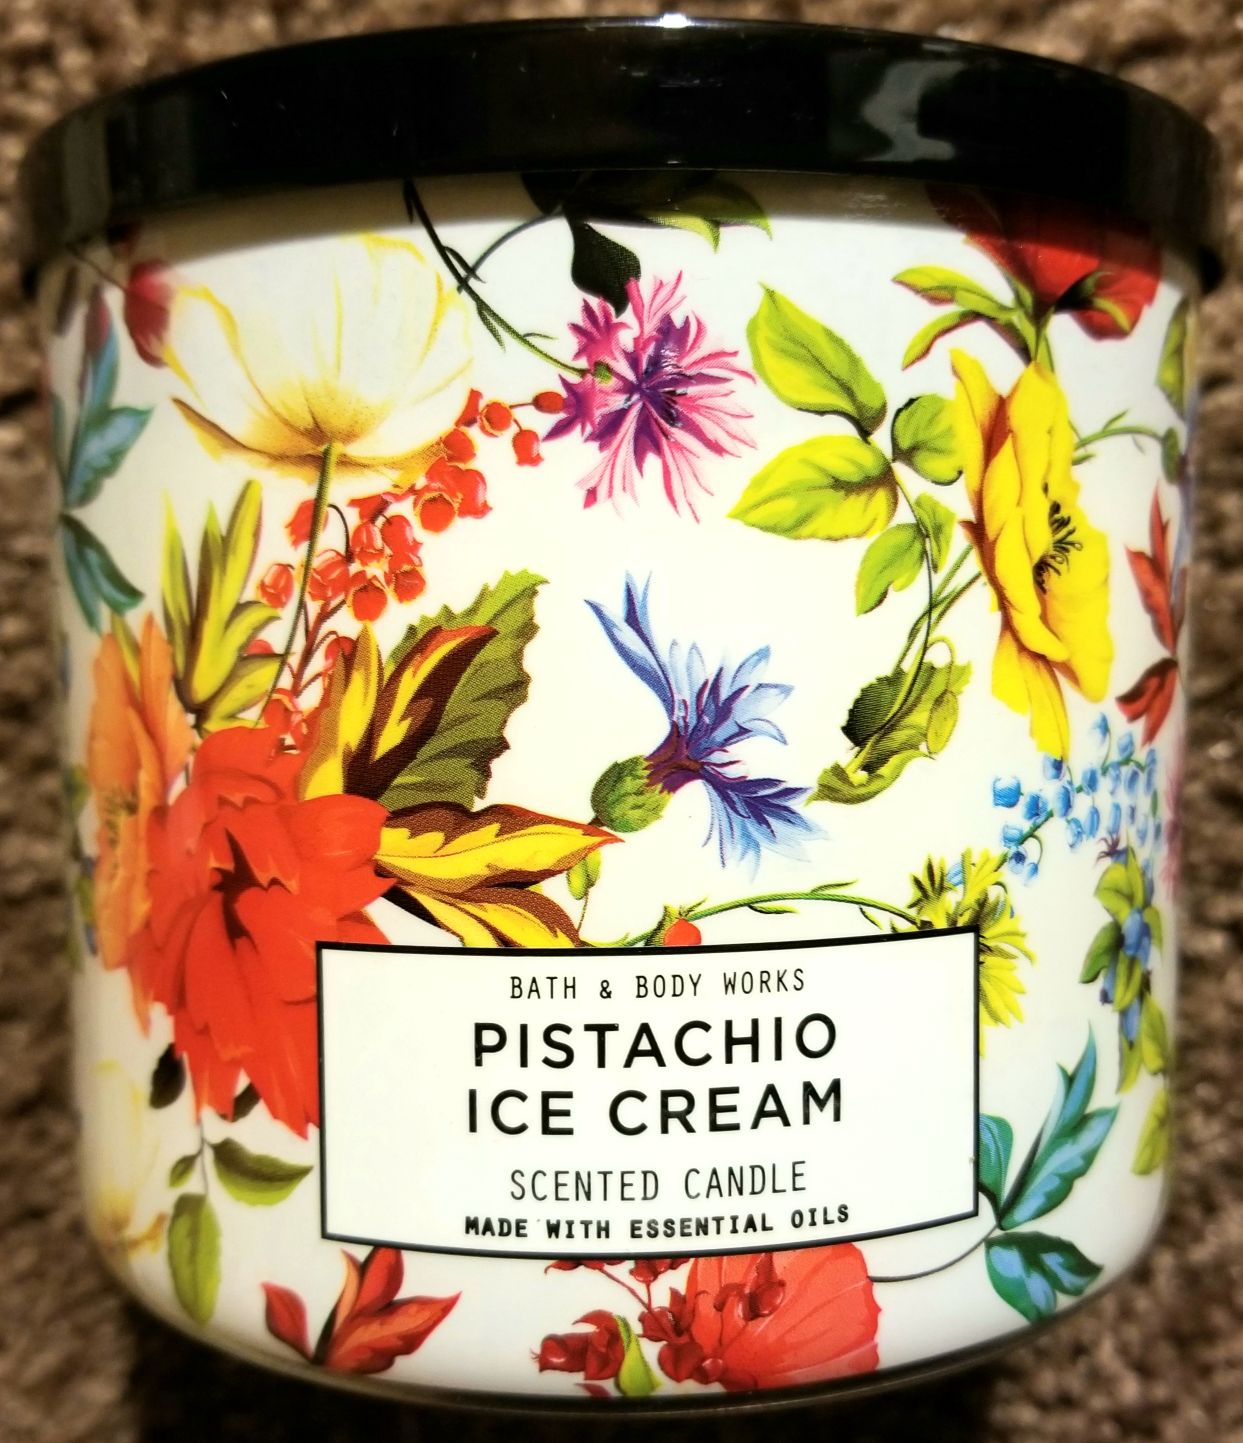 BATH & BODY WORKS
PISTACHIO
ICE CREAM
SCENTED CANDLE
MADE WITH ESSENTIAL OILS